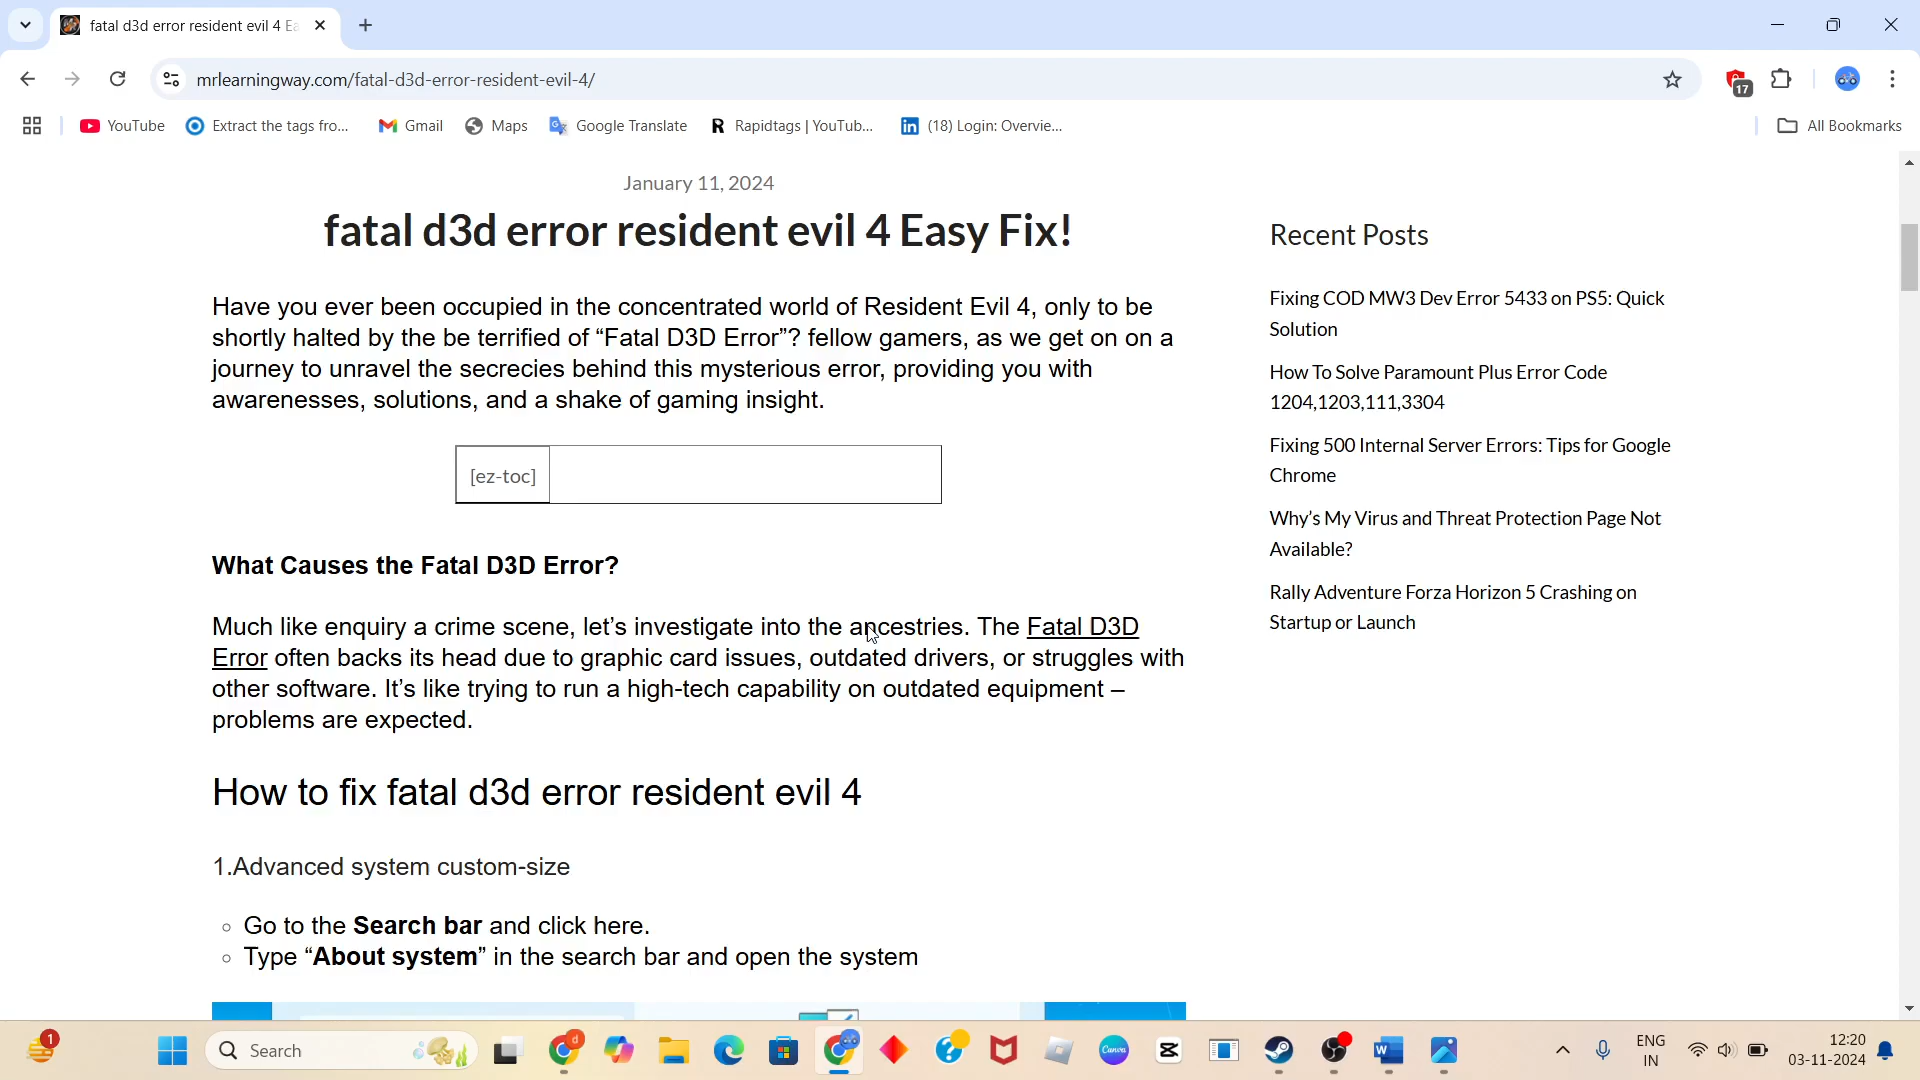 fatal d3d error resident evil 4 Ea
mrlearningway.com/fatal-d3d-error-resident-evil-4/
17
YouTube
Extract the tags fro...
Gmail
Maps
Google Translate
Rapidtags | YouTub...
(18) Login: Overvie...
All Bookmarks
January 11, 2024
fatal d3d error resident evil 4 Easy Fix!
Have you ever been occupied in the concentrated world of Resident Evil 4, only to be
shortly halted by the be terrified of “Fatal D3D Error”? fellow gamers, as we get on on a
journey to unravel the secrecies behind this mysterious error, providing you with
awarenesses, solutions, and a shake of gaming insight.
[ez-toc]
What Causes the Fatal D3D Error?
Much like enquiry a crime scene, let’s investigate into the ancestries. The Fatal D3D
Error often backs its head due to graphic card issues, outdated drivers, or struggles with
other software. It’s like trying to run a high-tech capability on outdated equipment –
problems are expected.
How to fix fatal d3d error resident evil 4
1.Advanced system custom-size
Go to the Search bar and click here.
Type “About system” in the search bar and open the system
Recent Posts
Fixing COD MW3 Dev Error 5433 on PS5: Quick
Solution
How To Solve Paramount Plus Error Code
1204,1203,111,3304
Fixing 500 Internal Server Errors: Tips for Google
Chrome
Why’s My Virus and Threat Protection Page Not
Available?
Rally Adventure Forza Horizon 5 Crashing on
Startup or Launch
1
Search
d
Canva
ENG
IN
12:20
03-11-2024